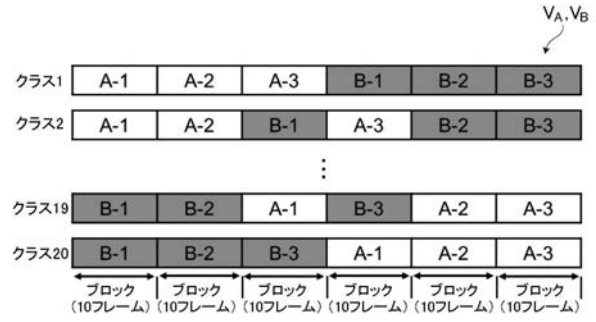 VA, VB
クラス1 A-1 A-2 A-3 B-1 B-2 B-3
クラス2 A-1 A-2 B-1 A-3 B-2 B-3
⋮
クラス19 B-1 B-2 A-1 B-3 A-2 A-3
クラス20 B-1 B-2 B-3 A-1 A-2 A-3
ブロック ブロック ブロック ブロック ブロック ブロック
(10フレーム) (10フレーム) (10フレーム) (10フレーム) (10フレーム) (10フレーム)